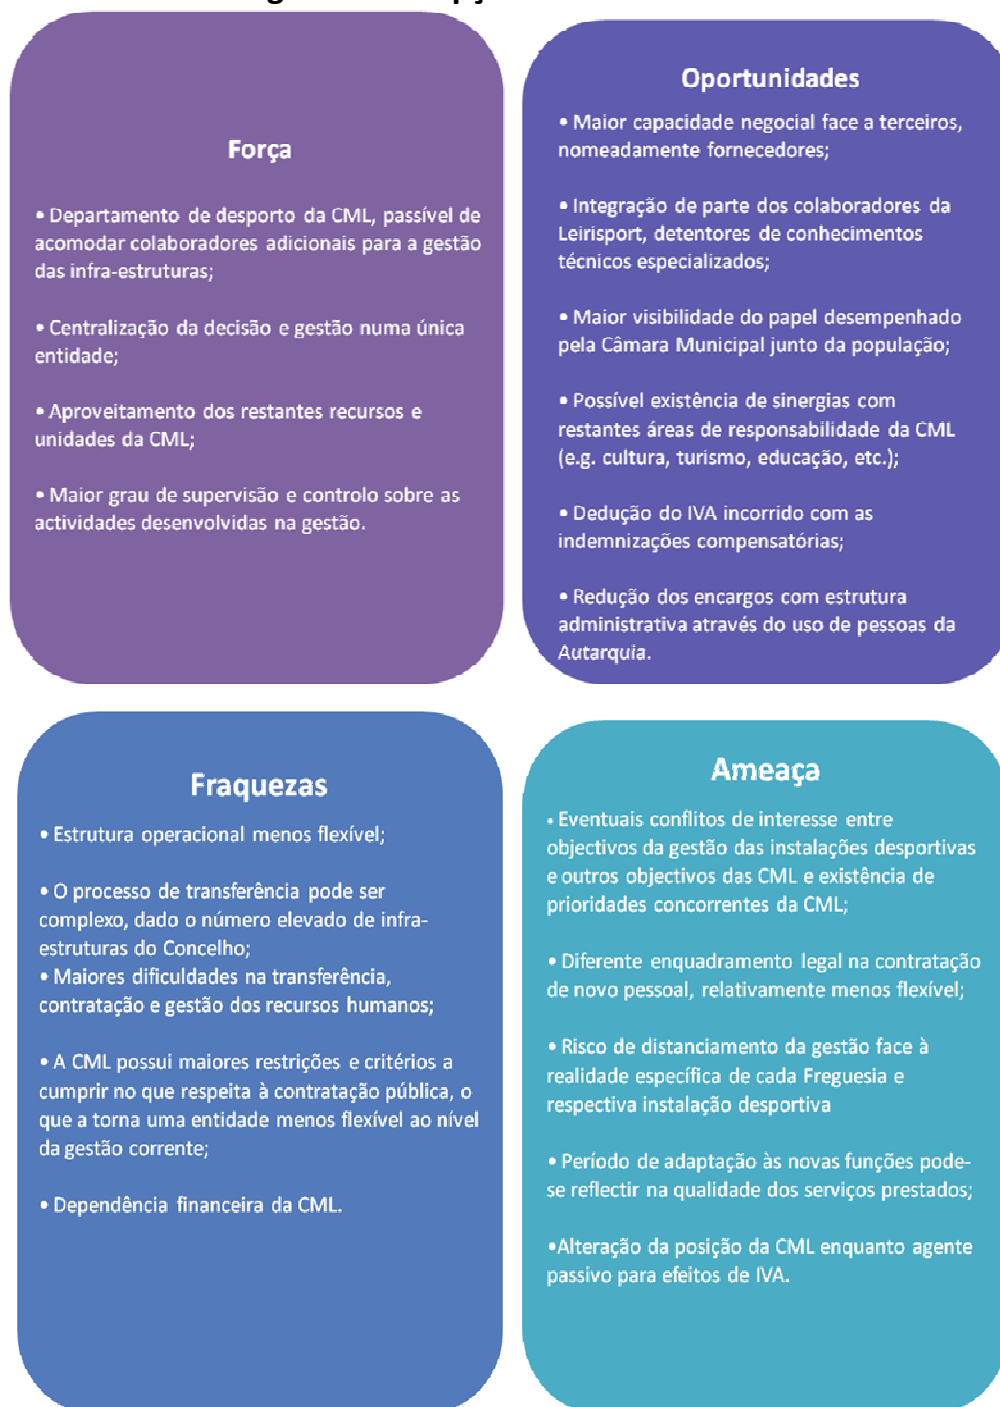 Força
• Departamento de desporto da CML, passível de
acomodar colaboradores adicionais para a gestão
das infra-estruturas;
• Centralização da decisão e gestão numa única
entidade;
• Aproveitamento dos restantes recursos e
unidades da CML;
• Maior grau de supervisão e controlo sobre as
actividades desenvolvidas na gestão.
Oportunidades
• Maior capacidade negocial face a terceiros,
nomeadamente fornecedores;
• Integração de parte dos colaboradores da
Leirisport, detentores de conhecimentos
técnicos especializados;
• Maior visibilidade do papel desempenhado
pela Câmara Municipal junto da população;
• Possível existência de sinergias com
restantes áreas de responsabilidade da CML
(e.g. cultura, turismo, educação, etc.);
• Dedução do IVA incorrido com as
indemnizações compensatórias;
• Redução dos encargos com estrutura
administrativa através do uso de pessoas da
Autarquia.
Fraquezas
• Estrutura operacional menos flexível;
• O processo de transferência pode ser
complexo, dado o número elevado de infra-
estruturas do Concelho;
• Maiores dificuldades na transferência,
contratação e gestão dos recursos humanos;
• A CML possui maiores restrições e critérios a
cumprir no que respeita à contratação pública, o
que a torna uma entidade menos flexível ao nível
da gestão corrente;
• Dependência financeira da CML.
Ameaça
• Eventuais conflitos de interesse entre
objectivos da gestão das instalações desportivas
e outros objectivos das CML e existência de
prioridades concorrentes da CML;
• Diferente enquadramento legal na contratação
de novo pessoal, relativamente menos flexível;
• Risco de distanciamento da gestão face à
realidade específica de cada Freguesia e
respectiva instalação desportiva
• Período de adaptação às novas funções pode-
se reflectir na qualidade dos serviços prestados;
•Alteração da posição da CML enquanto agente
passivo para efeitos de IVA.